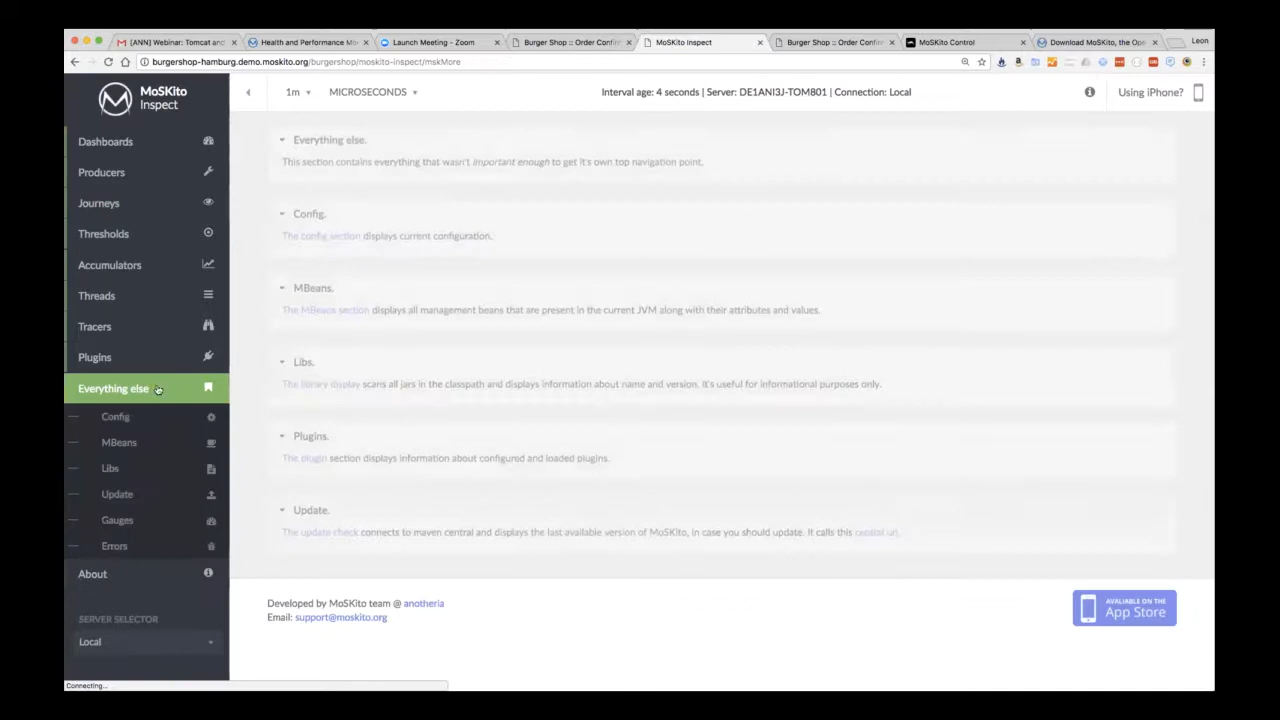 [ANN] Webinar: Tomcat and
Health and Performance Mo
Launch Meeting - Zoom
Burger Shop :: Order Confir
MoSKito Inspect
Burger Shop :: Order Confir
MoSKito Control
Download MoSKito, the Ope
Leon
burgershop-hamburg.demo.moskito.org/burgershop/moskito-inspect/mskMore
MoSKito
Inspect
1m
MICROSECONDS
Interval age: 4 seconds | Server: DE1ANI3J-TOM801 | Connection: Local
Using iPhone?
Dashboards
Producers
Journeys
Thresholds
Accumulators
Threads
Tracers
Plugins
Everything else
Config
MBeans
Libs
Update
Gauges
Errors
About
SERVER SELECTOR
Local
Everything else.
This section contains everything that wasn't important enough to get it's own top navigation point.
Config.
The config section displays current configuration.
MBeans.
The MBeans section displays all management beans that are present in the current JVM along with their attributes and values.
Libs.
The library display scans all jars in the classpath and displays information about name and version. It's useful for informational purposes only.
Plugins.
The plugin section displays information about configured and loaded plugins.
Update.
The update check connects to maven central and displays the last available version of MoSKito, in case you should update. It calls this central url.
Developed by MoSKito team @ anotheria
Email: support@moskito.org
AVALIABLE ON THE
App Store
Connecting...